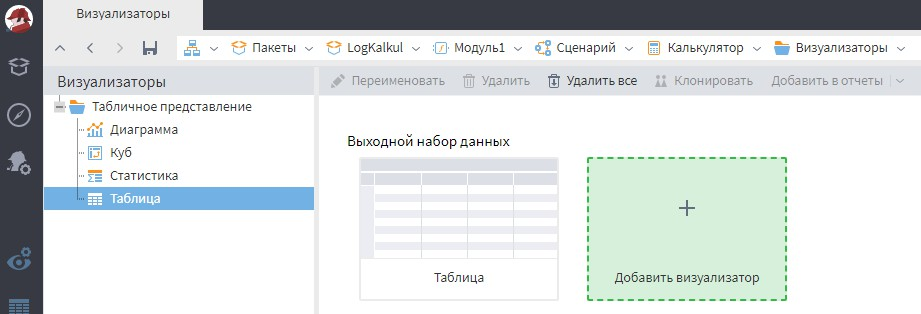 Визуализаторы
Пакеты LogKalkul Модуль1 Сценарий Калькулятор Визуализаторы
Визуализаторы
Переименовать Удалить Удалить все Клонировать Добавить в отчеты
Табличное представление
Диаграмма
Куб
Статистика
Таблица
Выходной набор данных
Таблица
Добавить визуализатор